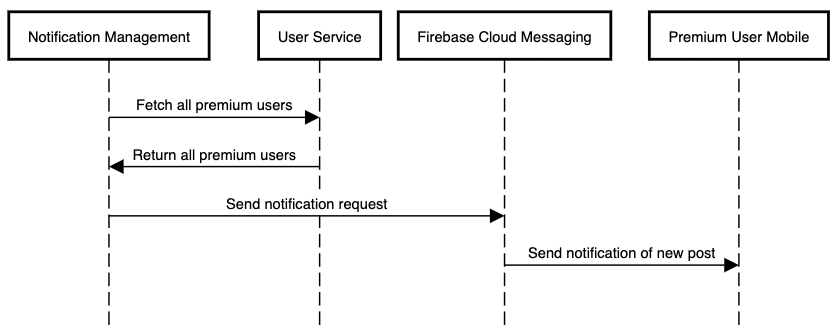 Notification Management
User Service
Firebase Cloud Messaging
Premium User Mobile
Fetch all premium users
Return all premium users
Send notification request
Send notification of new post